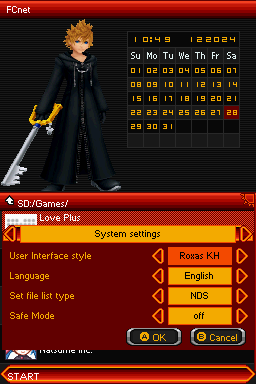 FCnet
10:49 12 2024
Su Mo Tu We Th Fr Sa
01 02 03 04 05 06 07
08 09 10 11 12 13 14
15 16 17 18 19 20 21
22 23 24 25 26 27 28
29 30 31
SD:/Games/
Love Plus
System settings
User Interface style Roxas KH
Language English
Set file list type NDS
Safe Mode off
A OK B Cancel
Natsume Inc.
START